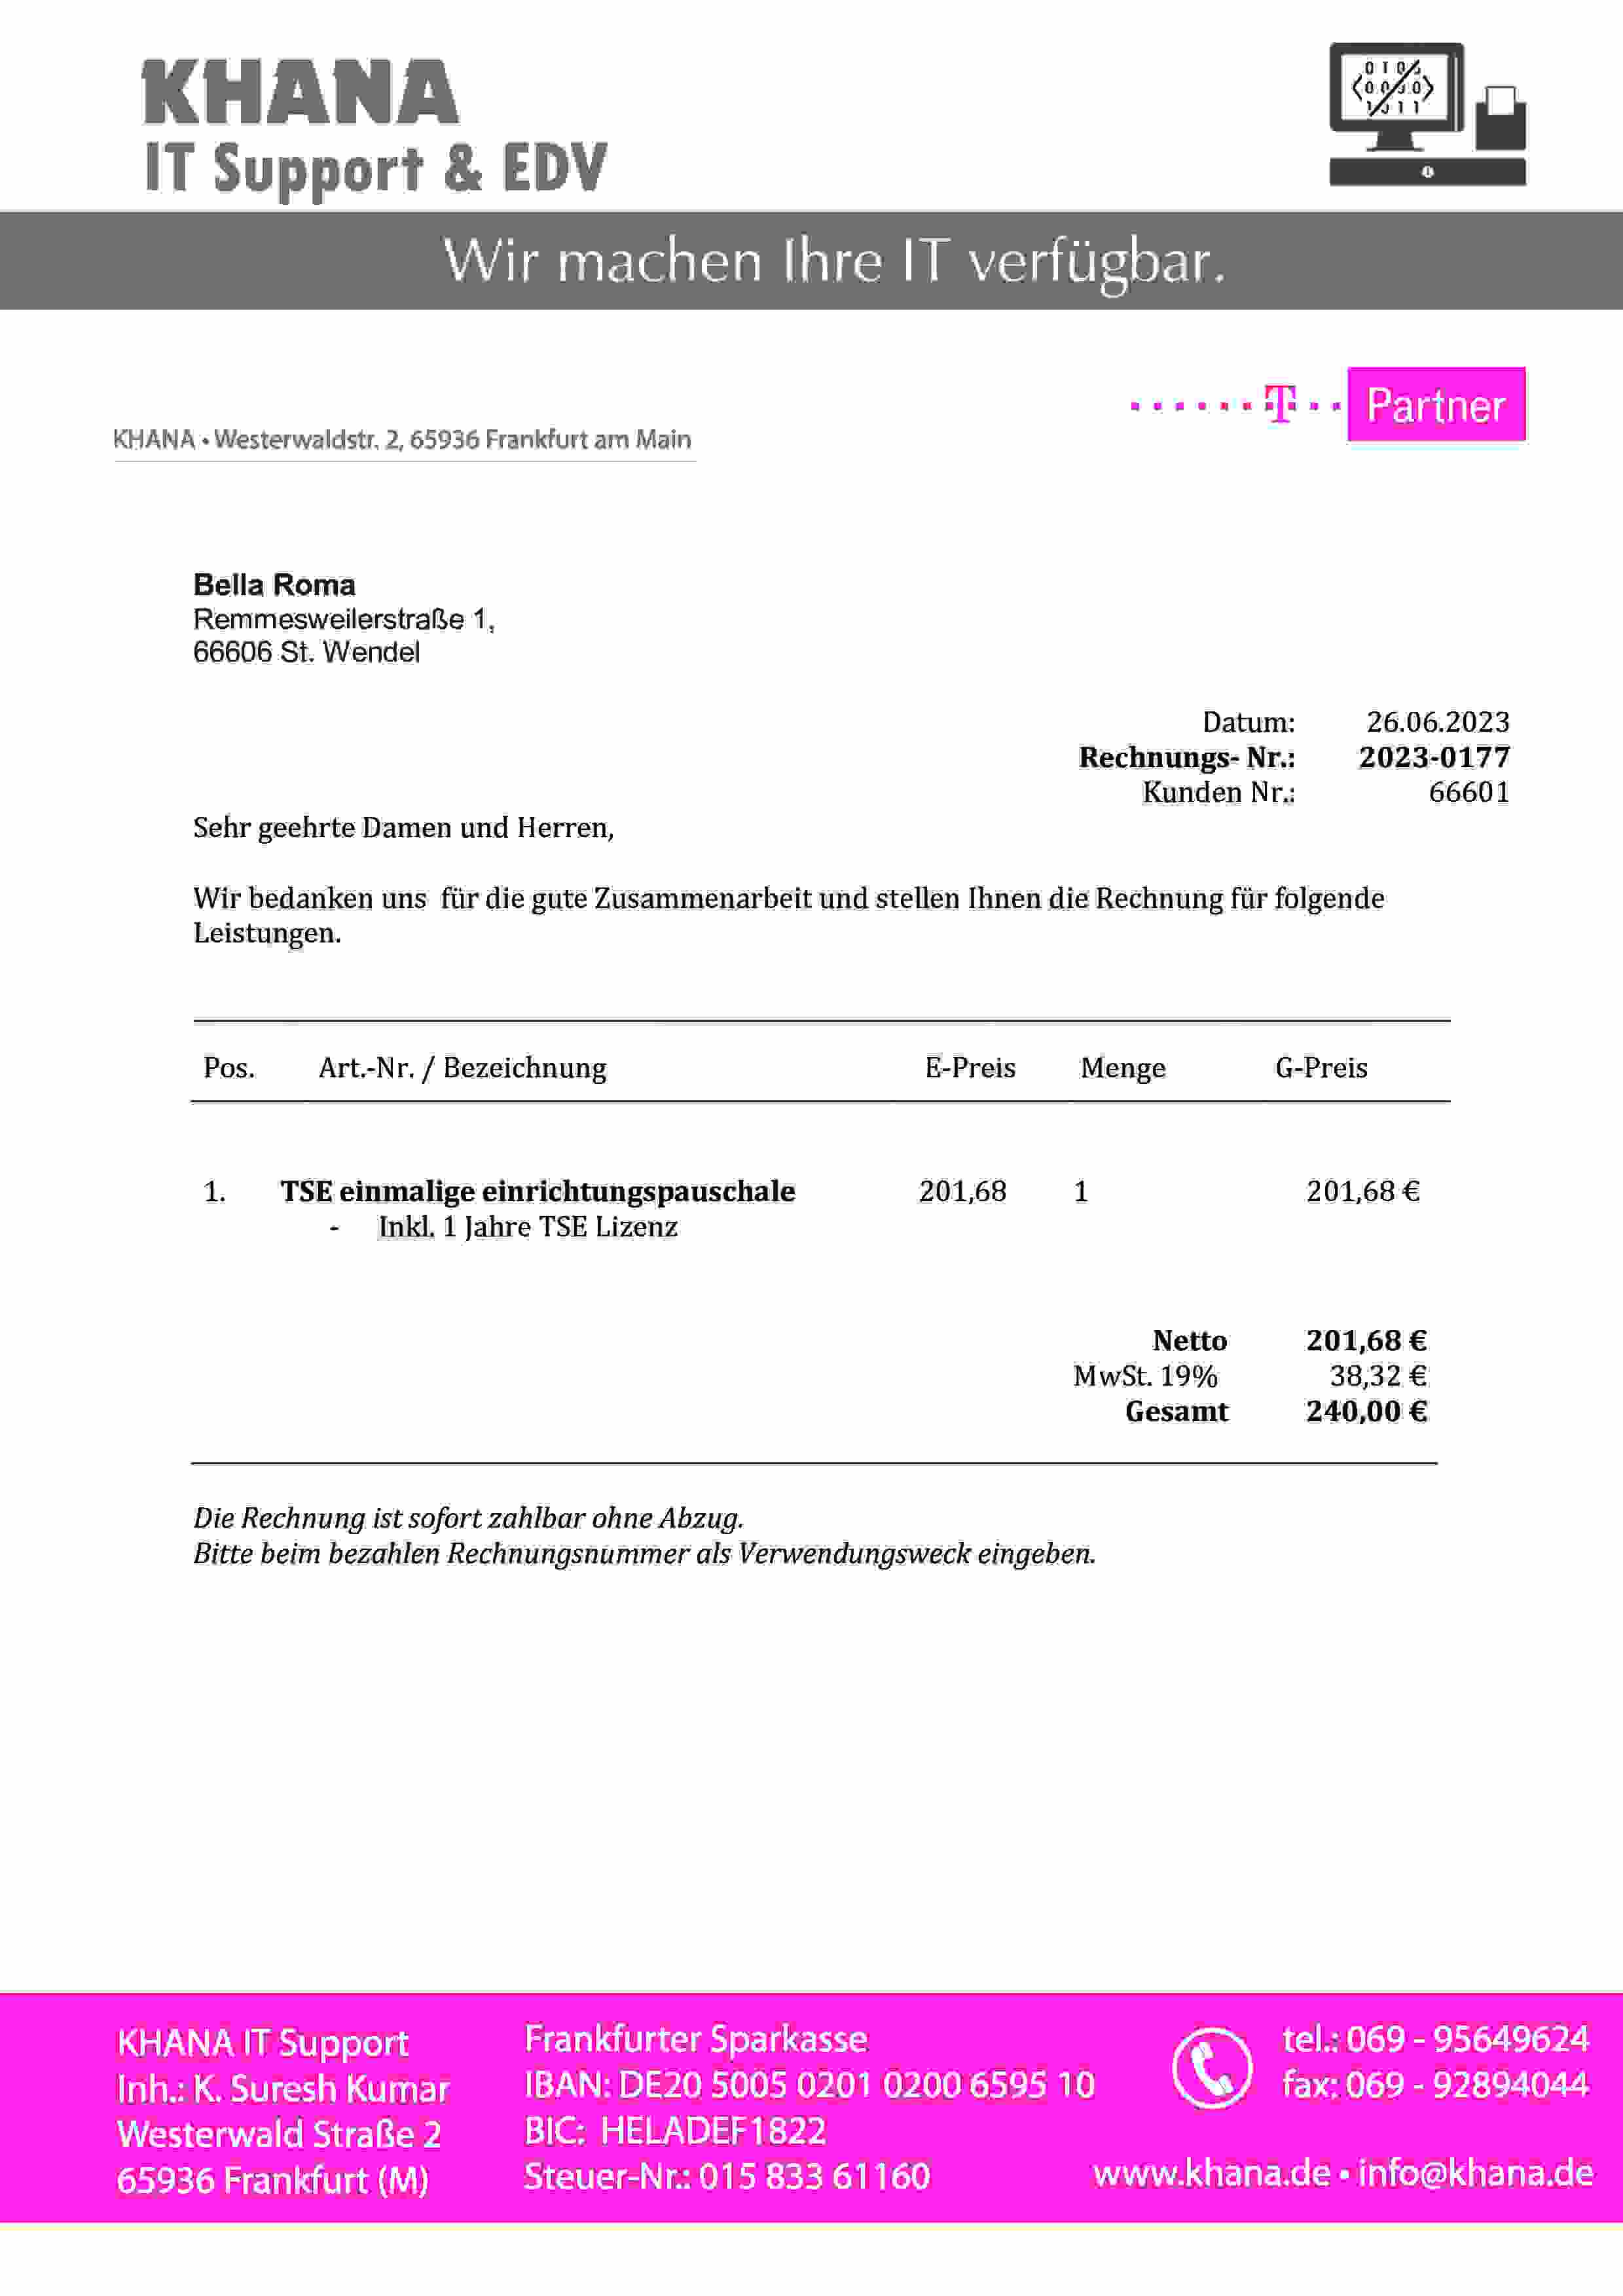 KHANA
IT Support & EDV
Wir machen Ihre IT verfügbar.
T Partner
KHANA • Westerwaldstr. 2, 65936 Frankfurt am Main
Bella Roma
Remmesweilerstraße 1,
66606 St. Wendel
Datum: 26.06.2023
Rechnungs- Nr.: 2023-0177
Kunden Nr.: 66601
Sehr geehrte Damen und Herren,
Wir bedanken uns für die gute Zusammenarbeit und stellen Ihnen die Rechnung für folgende
Leistungen.
Pos. Art.-Nr. / Bezeichnung E-Preis Menge G-Preis
1. TSE einmalige einrichtungspauschale 201,68 1 201,68 €
- Inkl. 1 Jahre TSE Lizenz
Netto 201,68 €
MwSt. 19% 38,32 €
Gesamt 240,00 €
Die Rechnung ist sofort zahlbar ohne Abzug.
Bitte beim bezahlen Rechnungsnummer als Verwendungsweck eingeben.
KHANA IT Support
Inh.: K. Suresh Kumar
Westerwald Straße 2
65936 Frankfurt (M)
Frankfurter Sparkasse
IBAN: DE20 5005 0201 0200 6595 10
BIC: HELADEF1822
Steuer-Nr.: 015 833 61160
tel.: 069 - 95649624
fax: 069 - 92894044
www.khana.de • info@khana.de